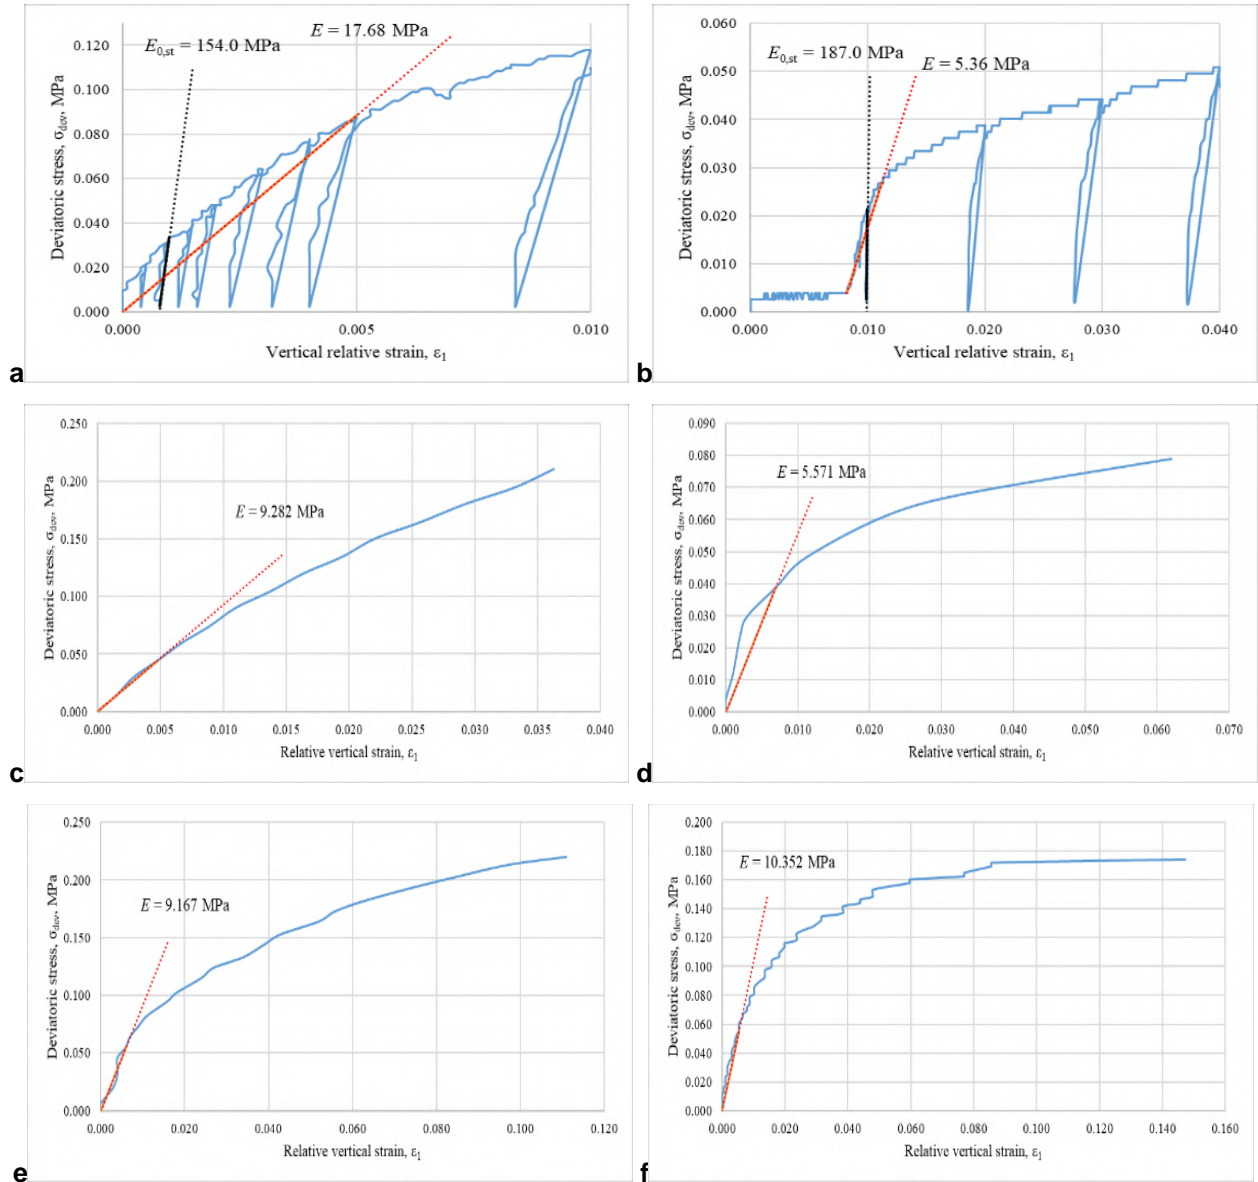 E₀,st = 154.0 MPa
E = 17.68 MPa
Deviatoric stress, σdev, MPa
0.120
0.100
0.080
0.060
0.040
0.020
0.000
0.000 0.005 0.010
Vertical relative strain, ε₁
a
E₀,st = 187.0 MPa
E = 5.36 MPa
Deviatoric stress, σdev, MPa
0.060
0.050
0.040
0.030
0.020
0.010
0.000
0.000 0.010 0.020 0.030 0.040
Vertical relative strain, ε₁
b
E = 9.282 MPa
Deviatoric stress, σdev, MPa
0.250
0.200
0.150
0.100
0.050
0.000
0.000 0.005 0.010 0.015 0.020 0.025 0.030 0.035 0.040
Relative vertical strain, ε₁
c
E = 5.571 MPa
Deviatoric stress, σdev, MPa
0.090
0.080
0.070
0.060
0.050
0.040
0.030
0.020
0.010
0.000
0.000 0.010 0.020 0.030 0.040 0.050 0.060 0.070
Relative vertical strain, ε₁
d
E = 9.167 MPa
Deviatoric stress, σdev, MPa
0.250
0.200
0.150
0.100
0.050
0.000
0.000 0.020 0.040 0.060 0.080 0.100 0.120
Relative vertical strain, ε₁
e
E = 10.352 MPa
Deviatoric sress, σdev, MPa
0.200
0.180
0.160
0.140
0.120
0.100
0.080
0.060
0.040
0.020
0.000
0.000 0.020 0.040 0.060 0.080 0.100 0.120 0.140 0.160
Relative vertical strain, ε₁
f